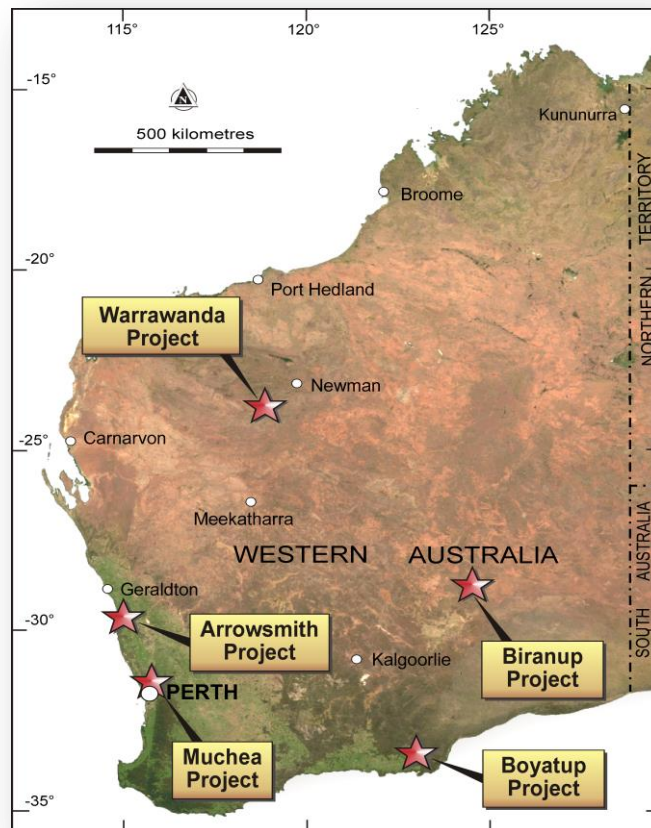 115°
120°
125°
-15°
N
500 kilometres
Kununurra
Broome
NORTHERN TERRITORY
-20°
Port Hedland
Warrawanda
Project
Newman
-25°
Carnarvon
Meekatharra
WESTERN AUSTRALIA
SOUTH AUSTRALIA
Geraldton
-30°
Arrowsmith
Project
Kalgoorlie
Biranup
Project
PERTH
Muchea
Project
Boyatup
Project
-35°